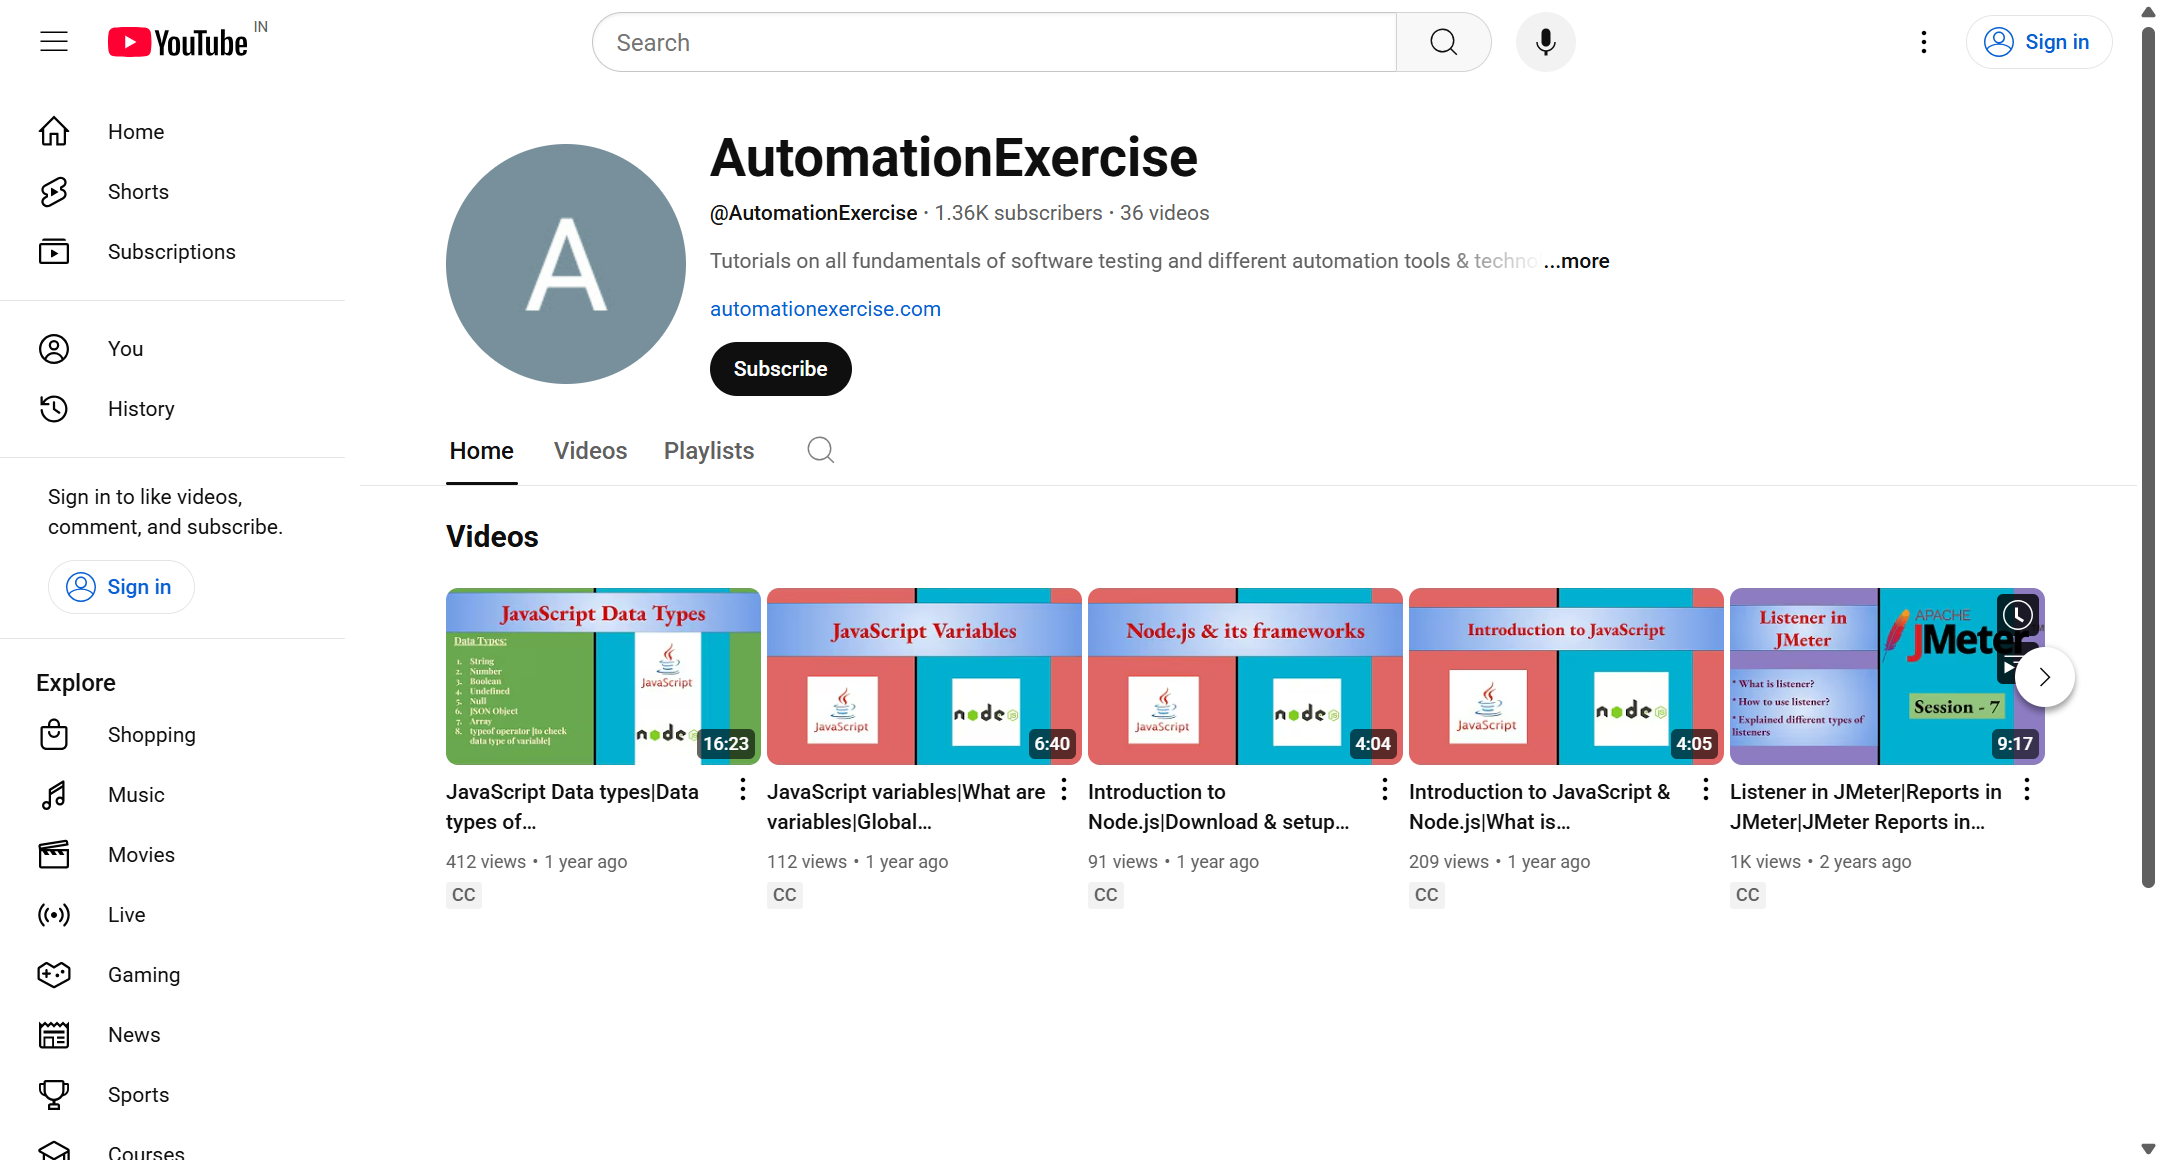 YouTube IN
Search
Sign in
Home
Shorts
Subscriptions
You
History
Sign in to like videos,
comment, and subscribe.
Sign in
Explore
Shopping
Music
Movies
Live
Gaming
News
Sports
Courses
A
AutomationExercise
@AutomationExercise · 1.36K subscribers · 36 videos
Tutorials on all fundamentals of software testing and different automation tools & techno ...more
automationexercise.com
Subscribe
Home Videos Playlists
Videos
JavaScript Data Types
Data Types:
1. String
2. Number
3. Boolean
4. Undefined
5. Null
6. JSON Object
7. Array
8. typeof operator [to check
data type of variable]
JavaScript
node
16:23
JavaScript Data types|Data
types of...
412 views • 1 year ago
CC
JavaScript Variables
JavaScript
node
6:40
JavaScript variables|What are
variables|Global...
112 views • 1 year ago
CC
Node.js & its frameworks
JavaScript
node
4:04
Introduction to
Node.js|Download & setup...
91 views • 1 year ago
CC
Introduction to JavaScript
JavaScript
node
4:05
Introduction to JavaScript &
Node.js|What is...
209 views • 1 year ago
CC
Listener in
JMeter
* What is listener?
* How to use listener?
* Explained different types of
listeners
APACHE
JMeter
Session - 7
9:17
Listener in JMeter|Reports in
JMeter|JMeter Reports in...
1K views • 2 years ago
CC